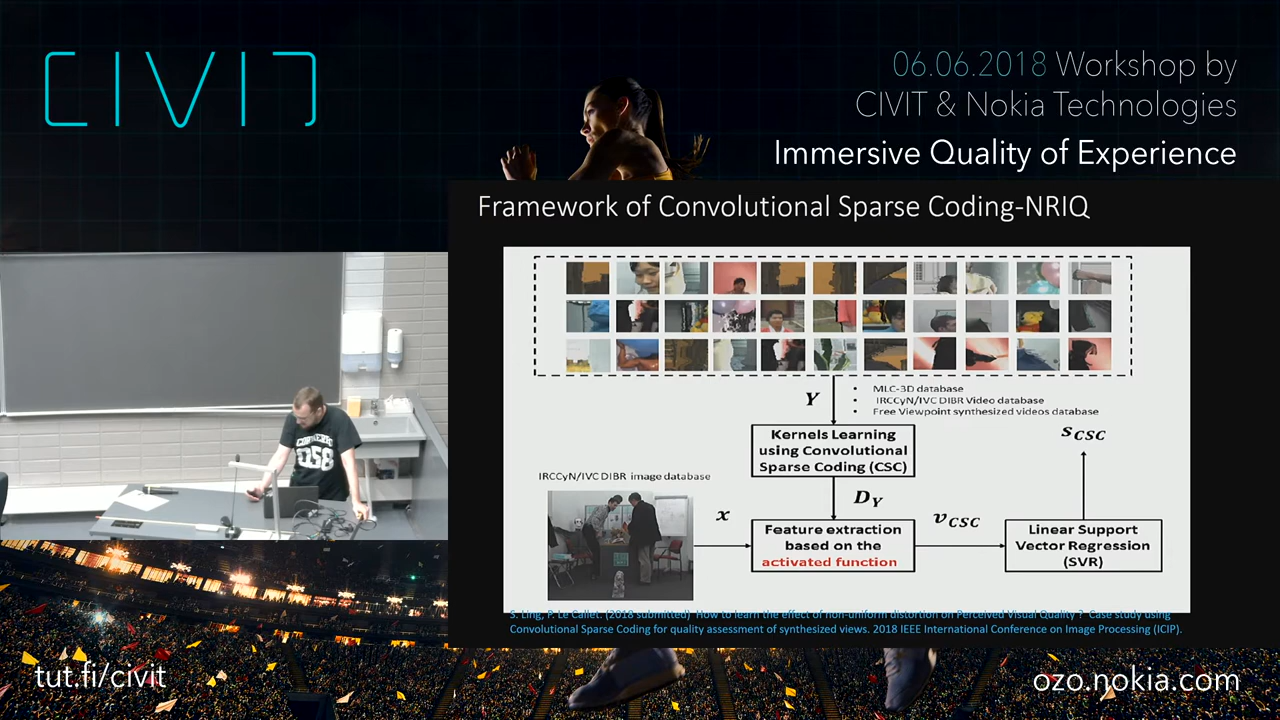 CIVIT
06.06.2018 Workshop by
CIVIT & Nokia Technologies
Immersive Quality of Experience
Framework of Convolutional Sparse Coding-NRIQ
Y
• MLC-3D database
• IRCCyN/IVC DIBR Video database
• Free Viewpoint synthesized videos database
Kernels Learning
using Convolutional
Sparse Coding (CSC)
s_CSC
IRCCyN/IVC DIBR image database
D_Y
x
Feature extraction
based on the
activated function
v_CSC
Linear Support
Vector Regression
(SVR)
S. Ling, P. Le Callet. (2018 submitted) How to learn the effect of non-uniform distortion on Perceived Visual Quality ? Case study using
Convolutional Sparse Coding for quality assessment of synthesized views. 2018 IEEE International Conference on Image Processing (ICIP).
tut.fi/civit
ozo.nokia.com